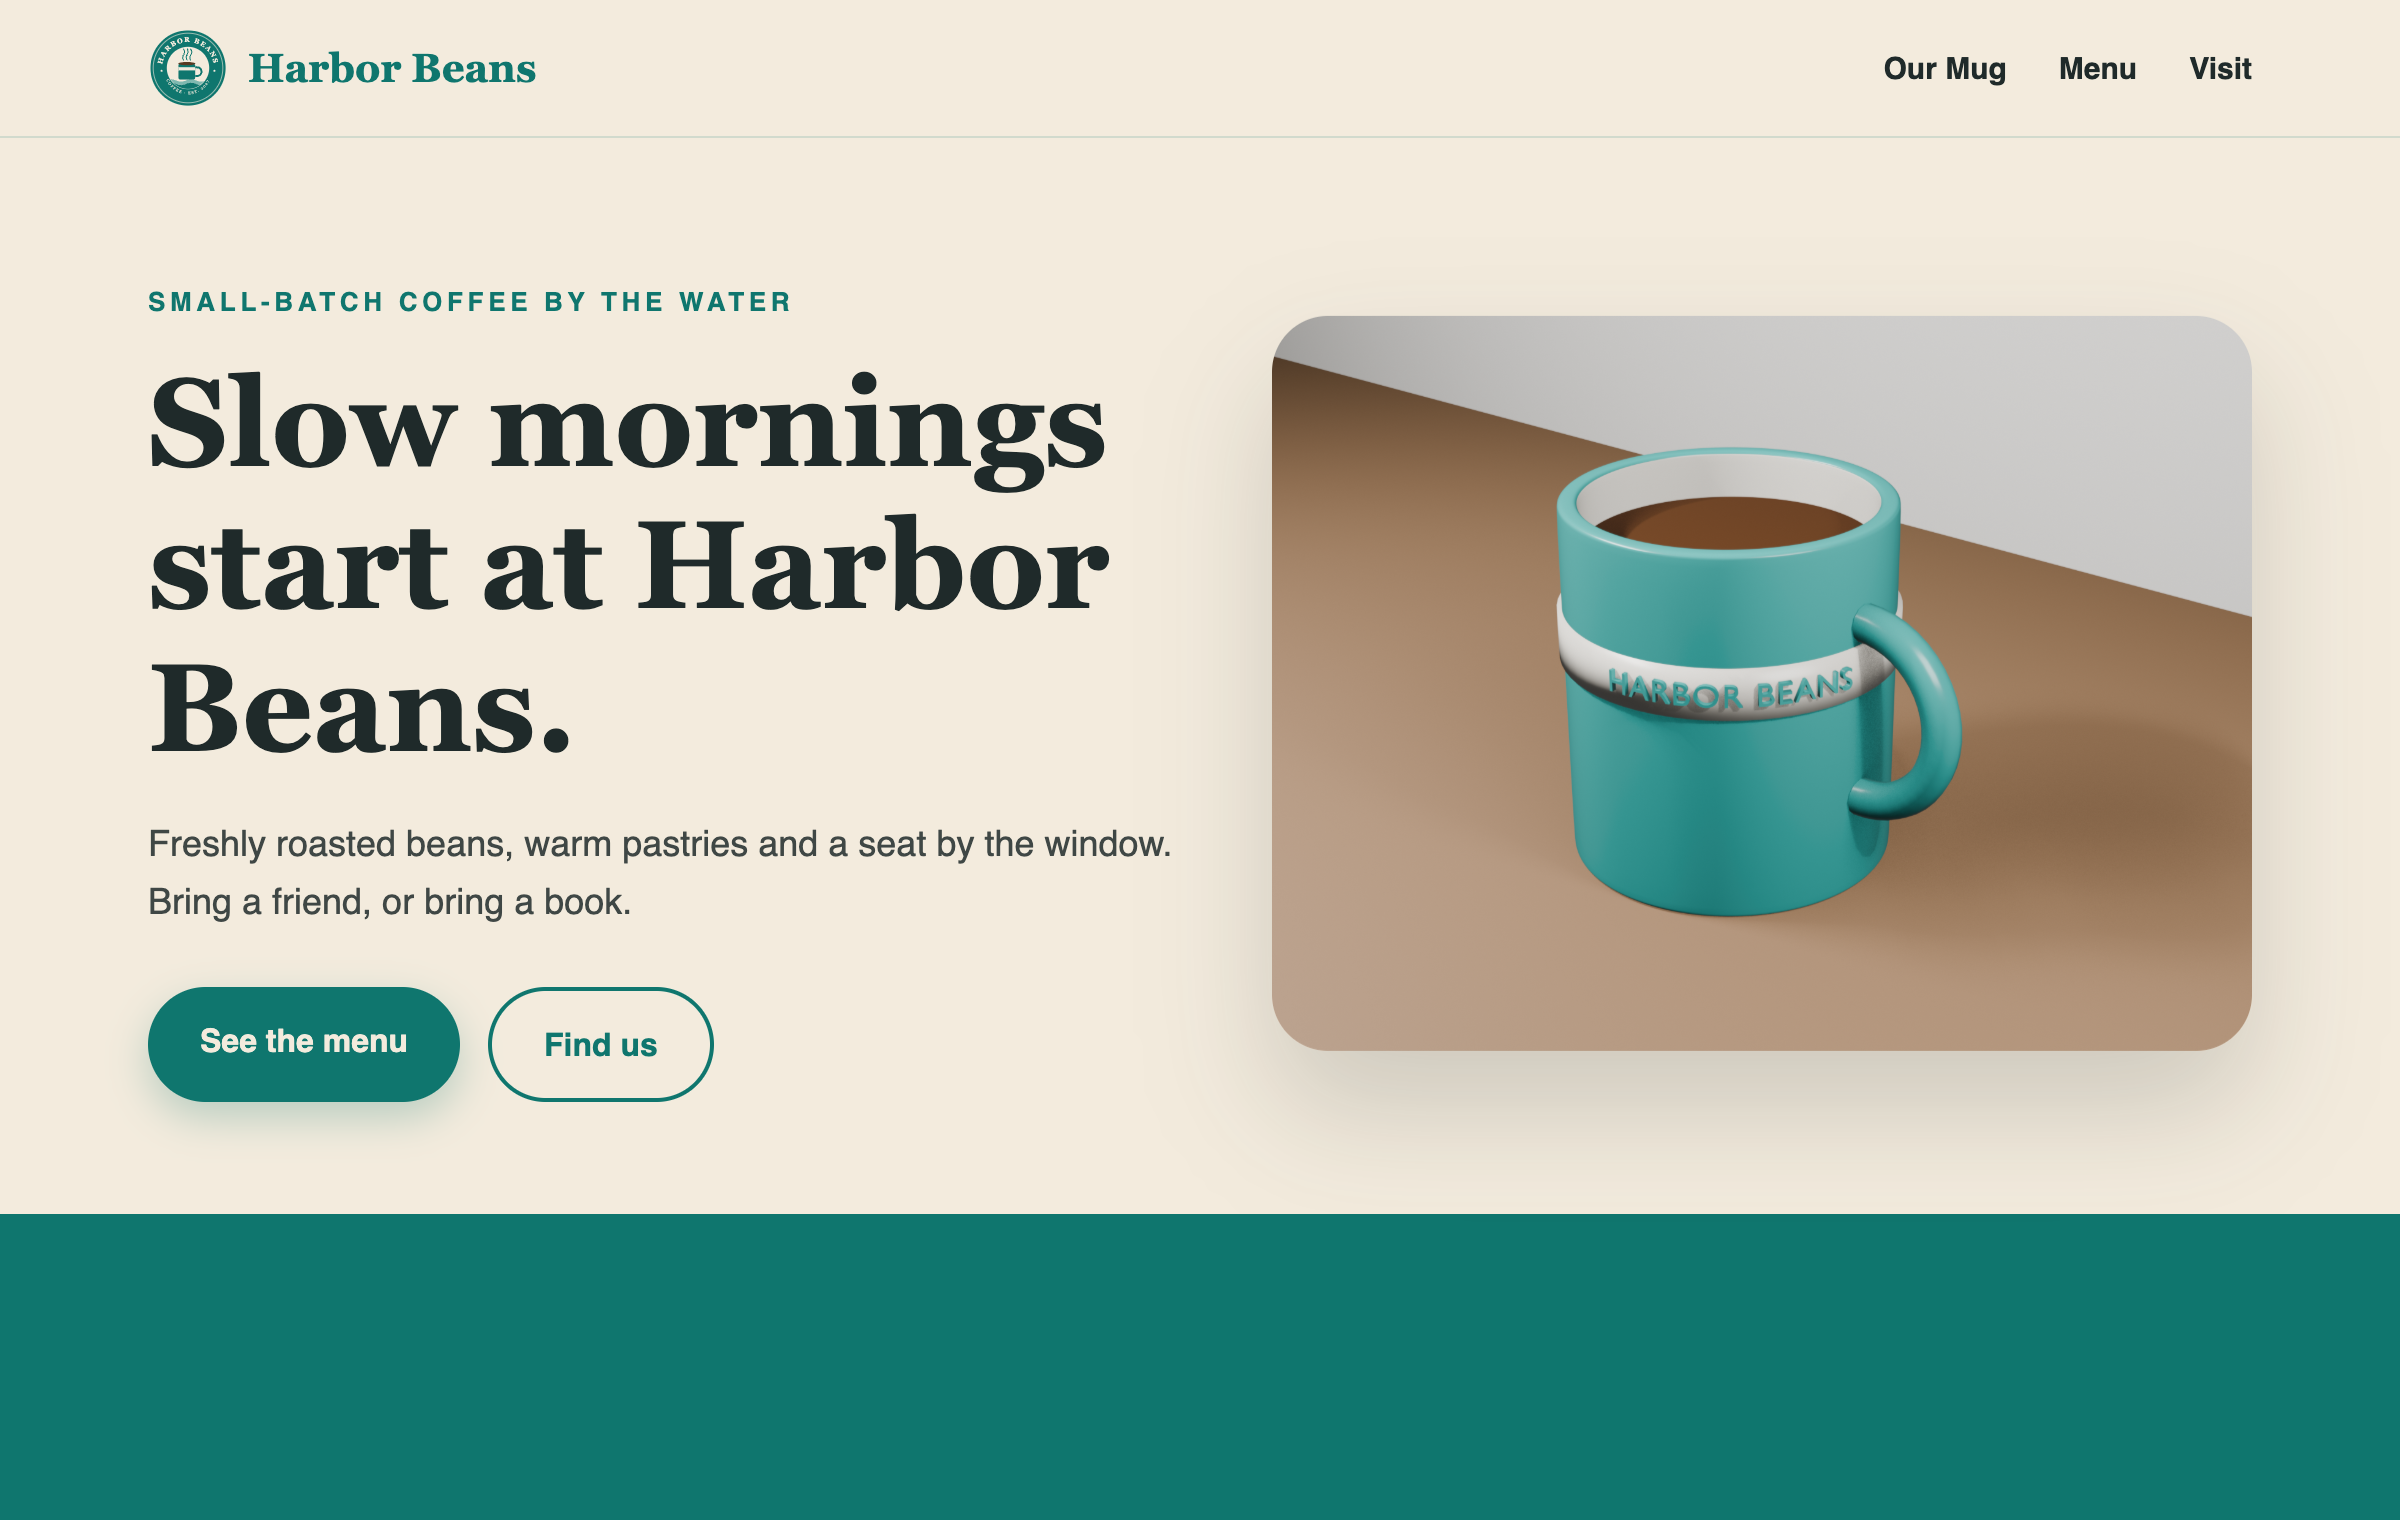 HARBOR BEANS
Harbor Beans
Our Mug
Menu
Visit
SMALL-BATCH COFFEE BY THE WATER
Slow mornings
start at Harbor
Beans.
Freshly roasted beans, warm pastries and a seat by the window.
Bring a friend, or bring a book.
See the menu
Find us
HARBOR BEANS